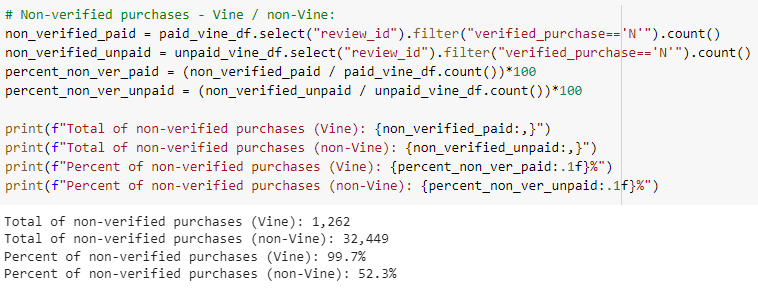 # Non-verified purchases - Vine / non-Vine:
non_verified_paid = paid_vine_df.select("review_id").filter("verified_purchase=='N'").count()
non_verified_unpaid = unpaid_vine_df.select("review_id").filter("verified_purchase=='N'").count()
percent_non_ver_paid = (non_verified_paid / paid_vine_df.count())*100
percent_non_ver_unpaid = (non_verified_unpaid / unpaid_vine_df.count())*100

print(f"Total of non-verified purchases (Vine): {non_verified_paid:,}")
print(f"Total of non-verified purchases (non-Vine): {non_verified_unpaid:,}")
print(f"Percent of non-verified purchases (Vine): {percent_non_ver_paid:.1f}%")
print(f"Percent of non-verified purchases (non-Vine): {percent_non_ver_unpaid:.1f}%")

Total of non-verified purchases (Vine): 1,262
Total of non-verified purchases (non-Vine): 32,449
Percent of non-verified purchases (Vine): 99.7%
Percent of non-verified purchases (non-Vine): 52.3%